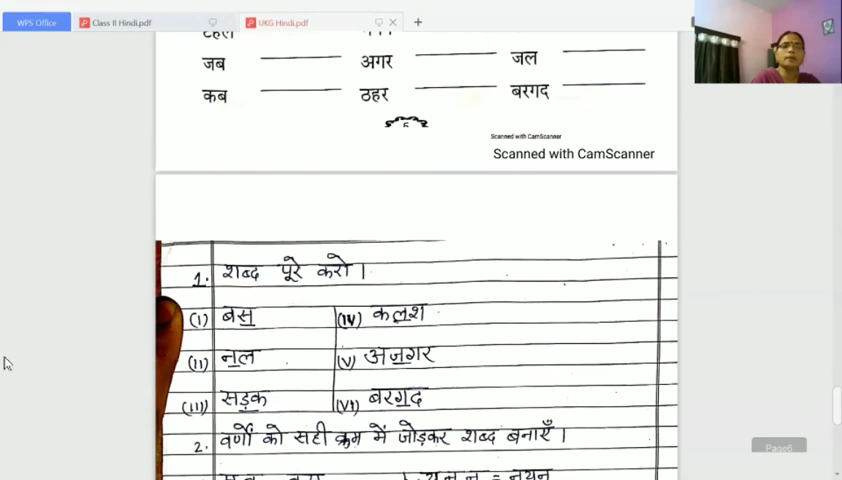 WPS Office Class II Hindi.pdf UKG Hindi.pdf
जब अगर जल
कब ठहर बरगद
5
Scanned with CamScanner
Scanned with CamScanner
1. शब्द पूरे करो ।
(I) बस (IV) कलश
(II) नल (V) अजगर
(III) सड़क (VI) बरगद
2. वर्णों को सही क्रम में जोड़कर शब्द बनाएँ ।
य न न = नयन
Page6